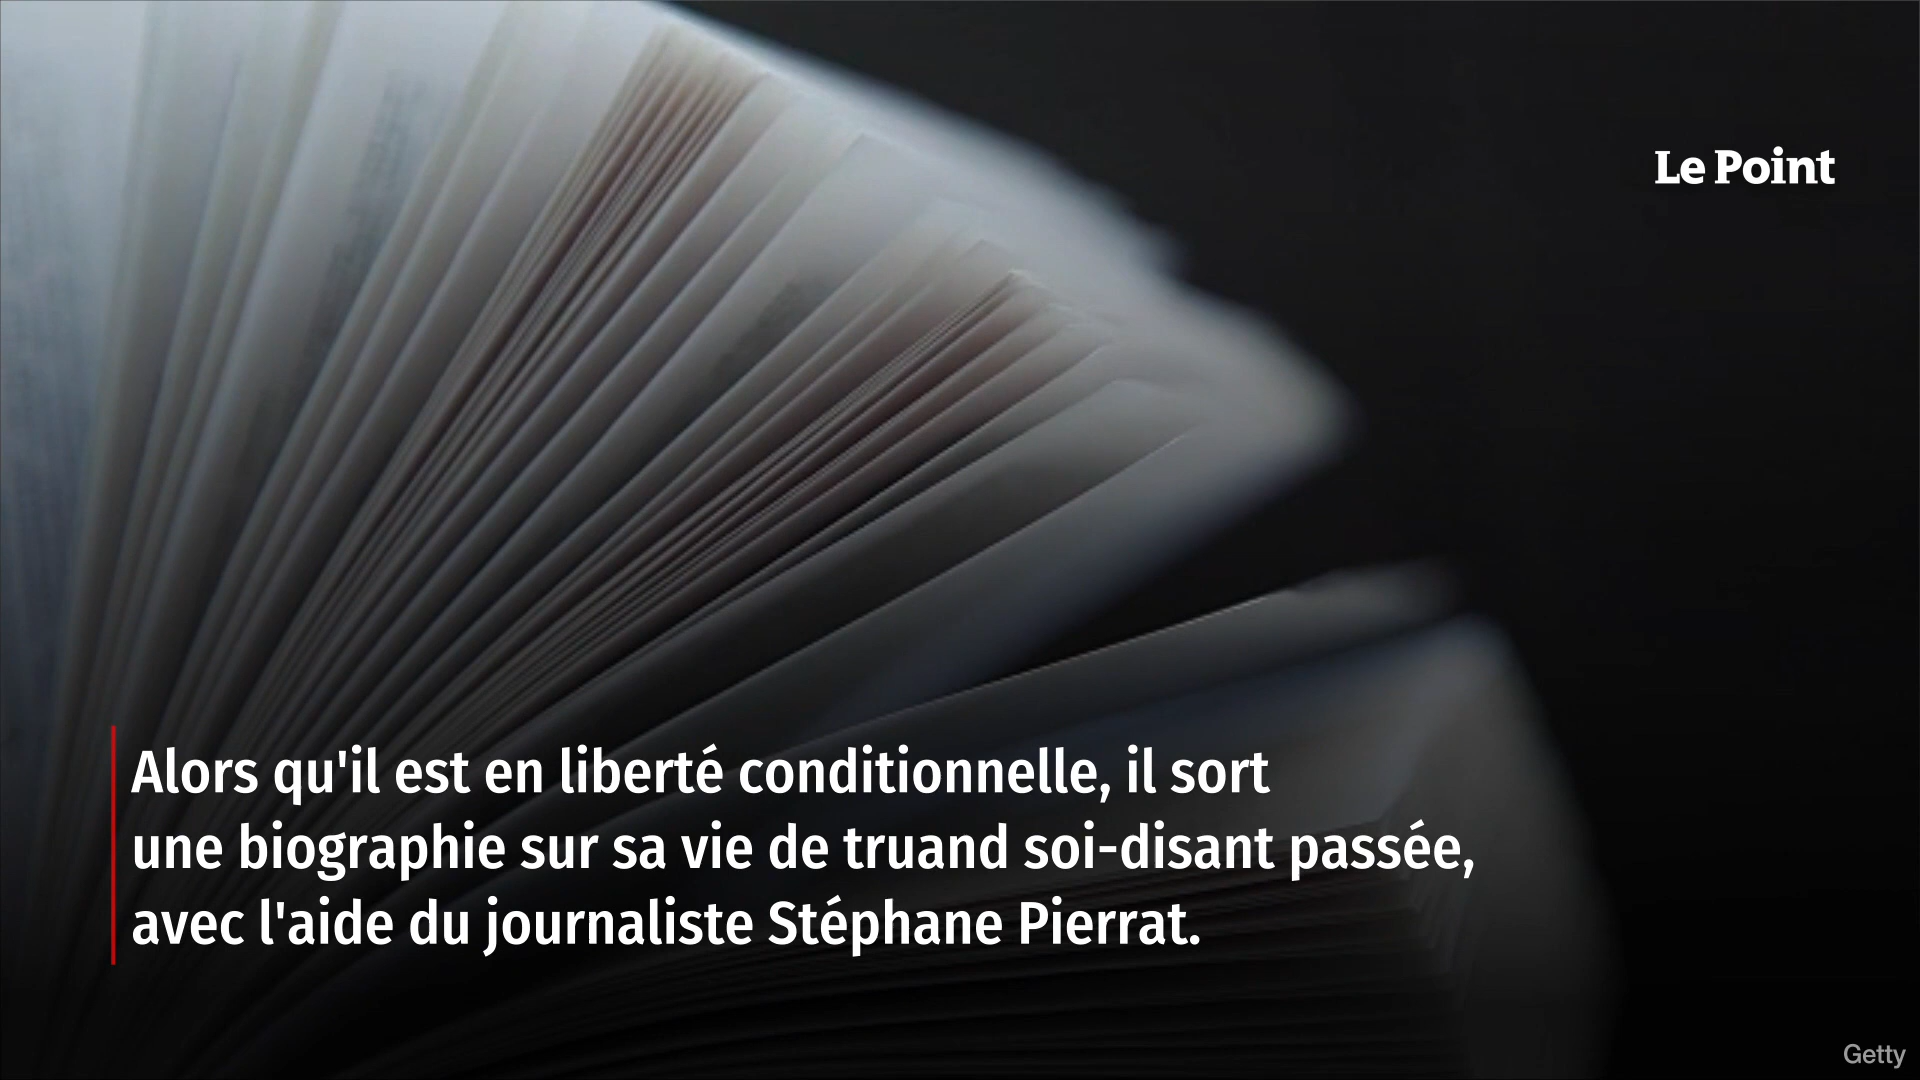 Le Point
Alors qu'il est en liberté conditionnelle, il sort
une biographie sur sa vie de truand soi-disant passée,
avec l'aide du journaliste Stéphane Pierrat.
Getty